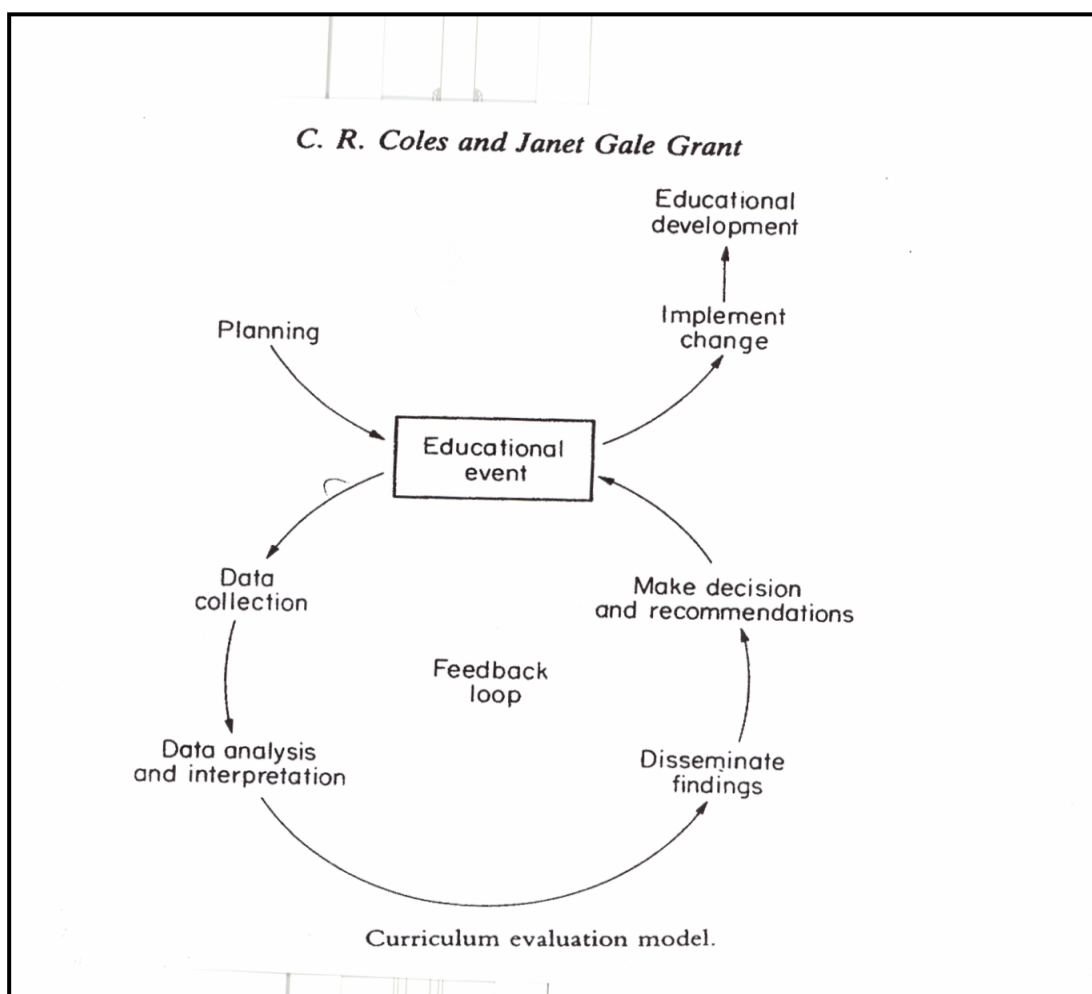 C. R. Coles and Janet Gale Grant
Educational
development
Planning
Implement
change
Educational
event
Data
collection
Make decision
and recommendations
Feedback
loop
Data analysis
and interpretation
Disseminate
findings
Curriculum evaluation model.